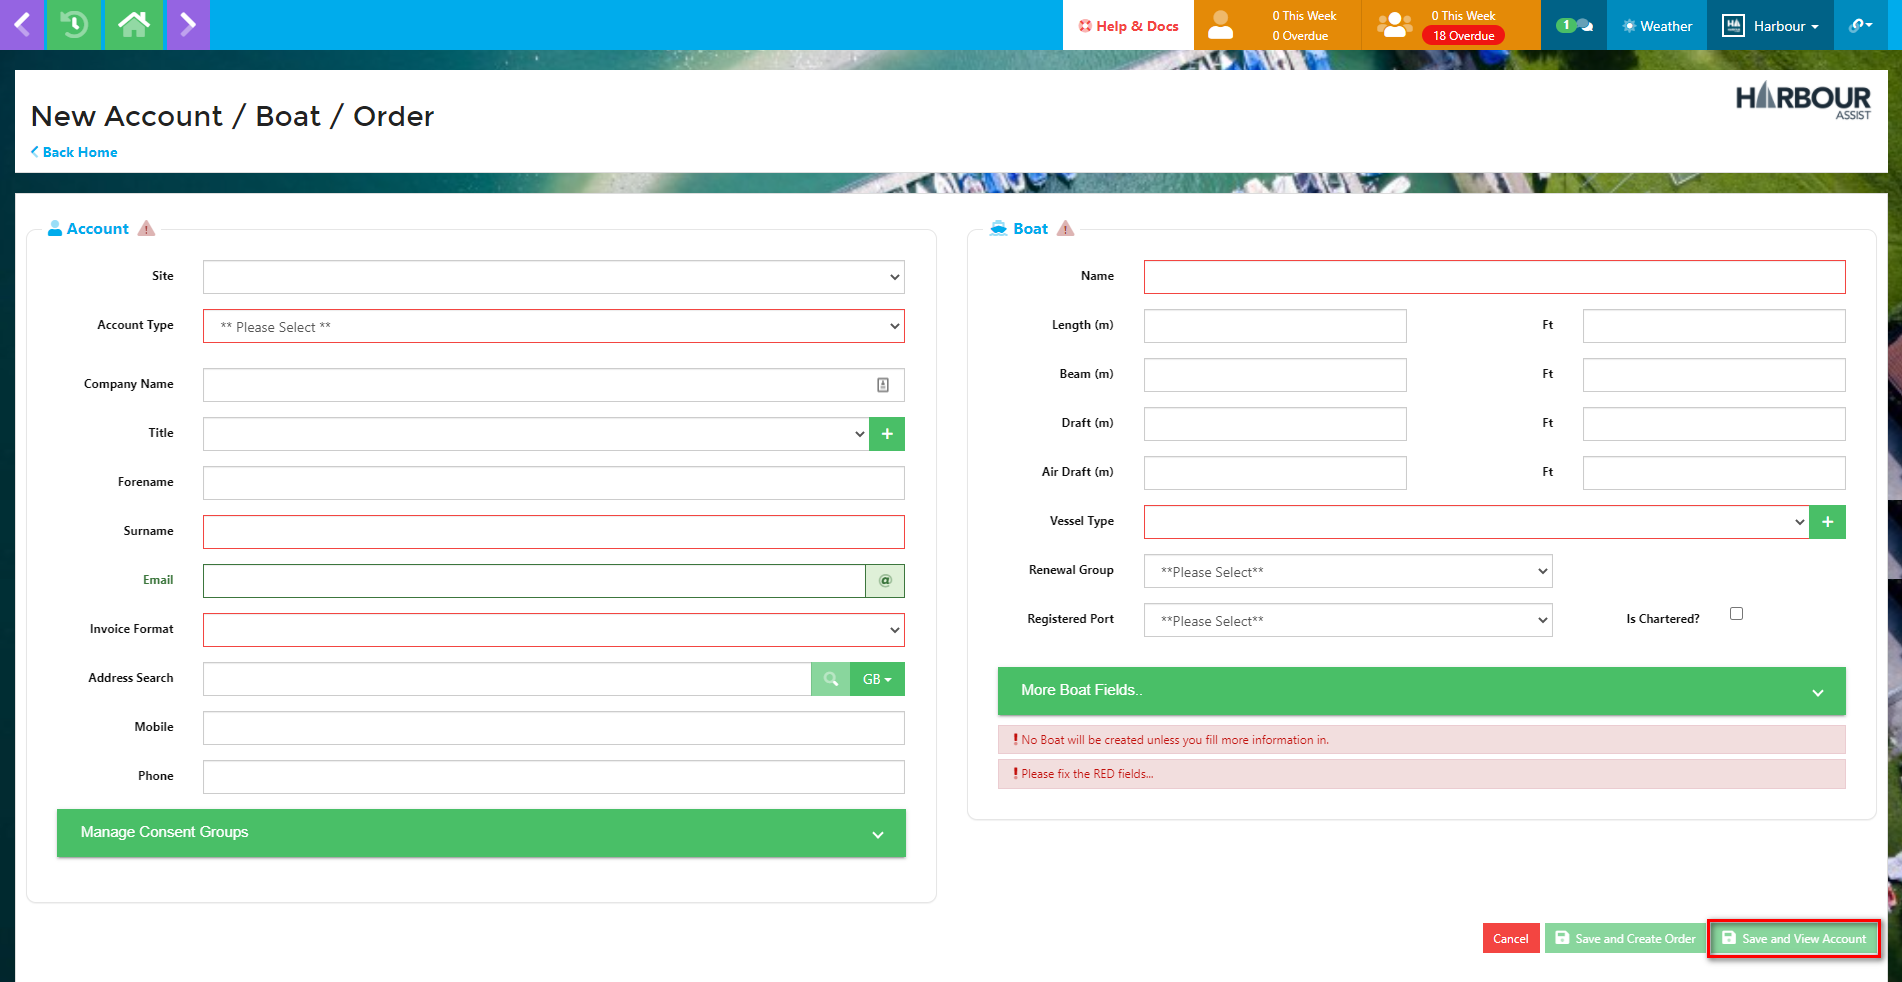 Help & Docs
0 This Week
0 Overdue
0 This Week
18 Overdue
1
Weather
Harbour
New Account / Boat / Order
HARBOUR
ASSIST
Back Home
Account
Site
Account Type
** Please Select **
Company Name
Title
+
Forename
Surname
Email
@
Invoice Format
Address Search
GB
Mobile
Phone
Manage Consent Groups
Boat
Name
Length (m)
Ft
Beam (m)
Ft
Draft (m)
Ft
Air Draft (m)
Ft
Vessel Type
+
Renewal Group
**Please Select**
Registered Port
**Please Select**
Is Chartered?
More Boat Fields..
! No Boat will be created unless you fill more information in.
! Please fix the RED fields...
Cancel
Save and Create Order
Save and View Account